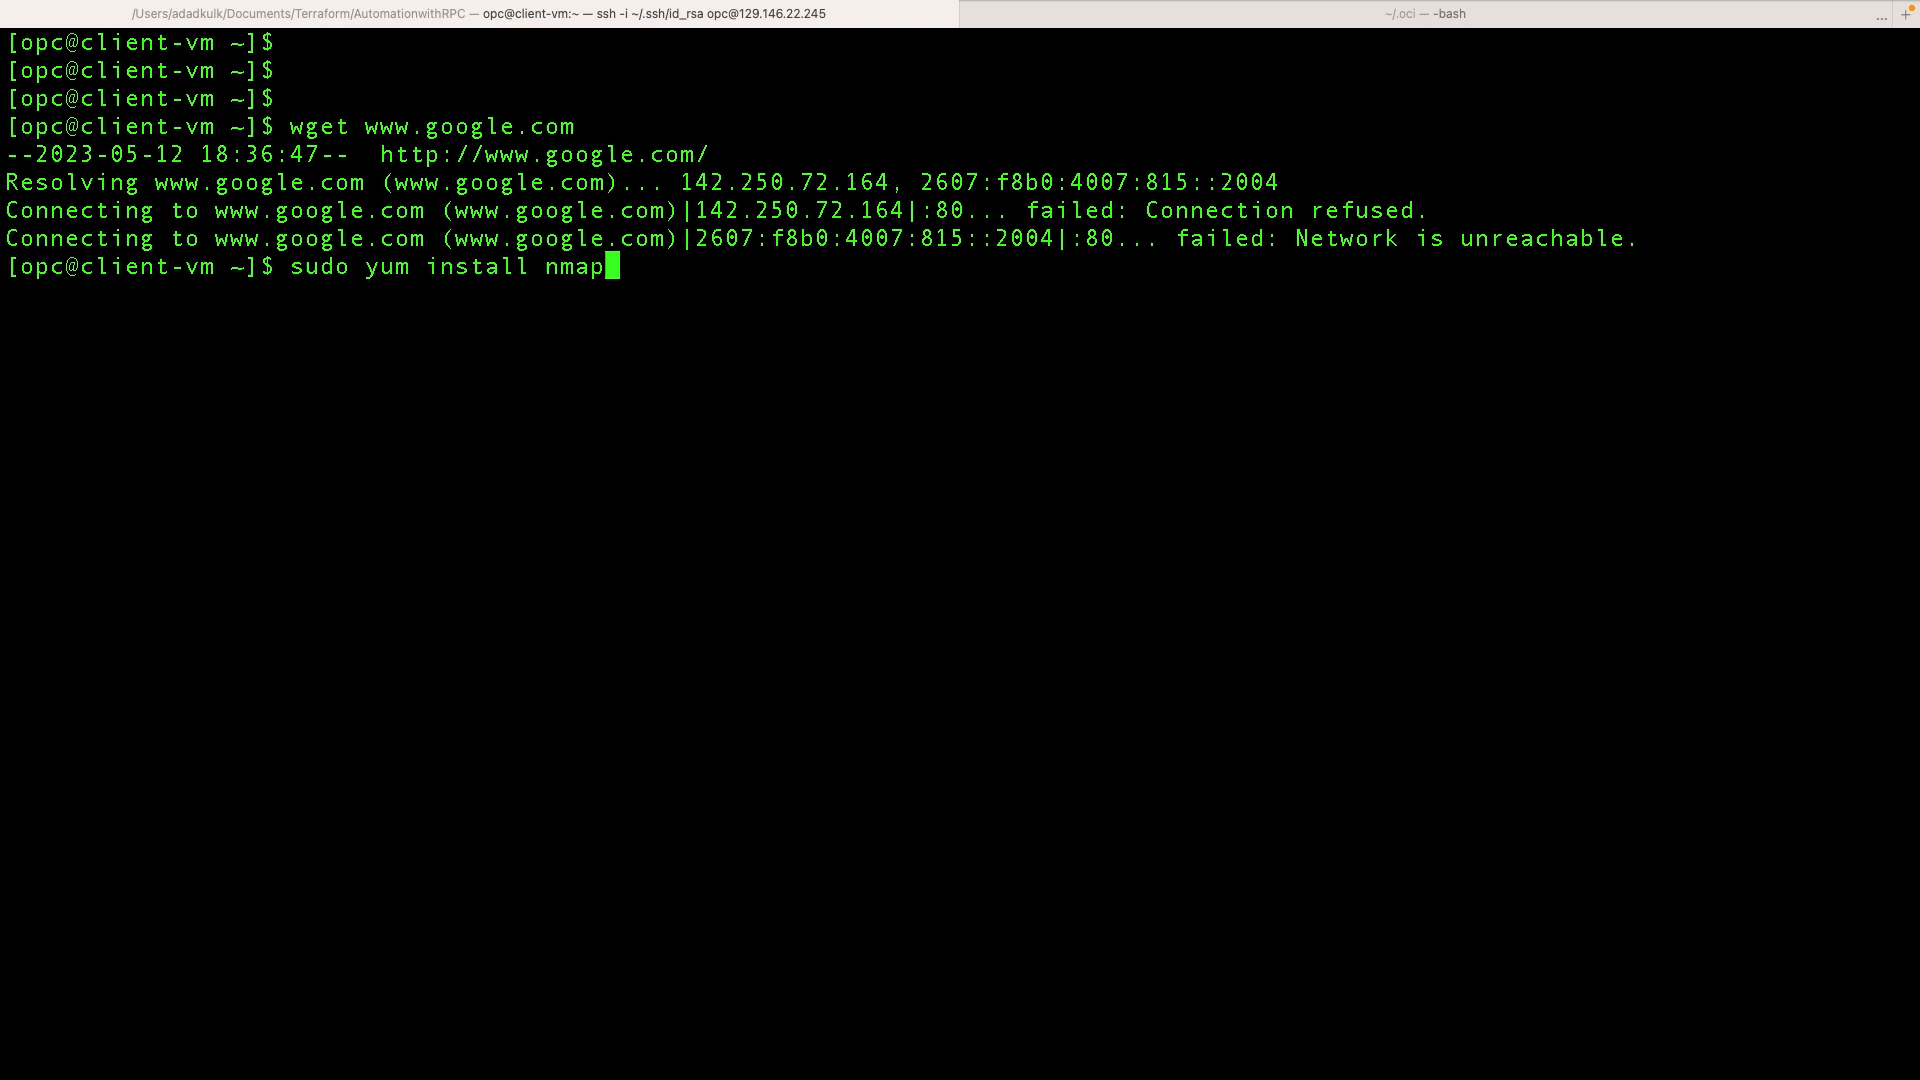 /Users/adadkulk/Documents/Terraform/AutomationwithRPC — opc@client-vm:~ — ssh -i ~/.ssh/id_rsa opc@129.146.22.245
~/.oci — -bash
... +
[opc@client-vm ~]$
[opc@client-vm ~]$
[opc@client-vm ~]$
[opc@client-vm ~]$ wget www.google.com
--2023-05-12 18:36:47--  http://www.google.com/
Resolving www.google.com (www.google.com)... 142.250.72.164, 2607:f8b0:4007:815::2004
Connecting to www.google.com (www.google.com)|142.250.72.164|:80... failed: Connection refused.
Connecting to www.google.com (www.google.com)|2607:f8b0:4007:815::2004|:80... failed: Network is unreachable.
[opc@client-vm ~]$ sudo yum install nmap